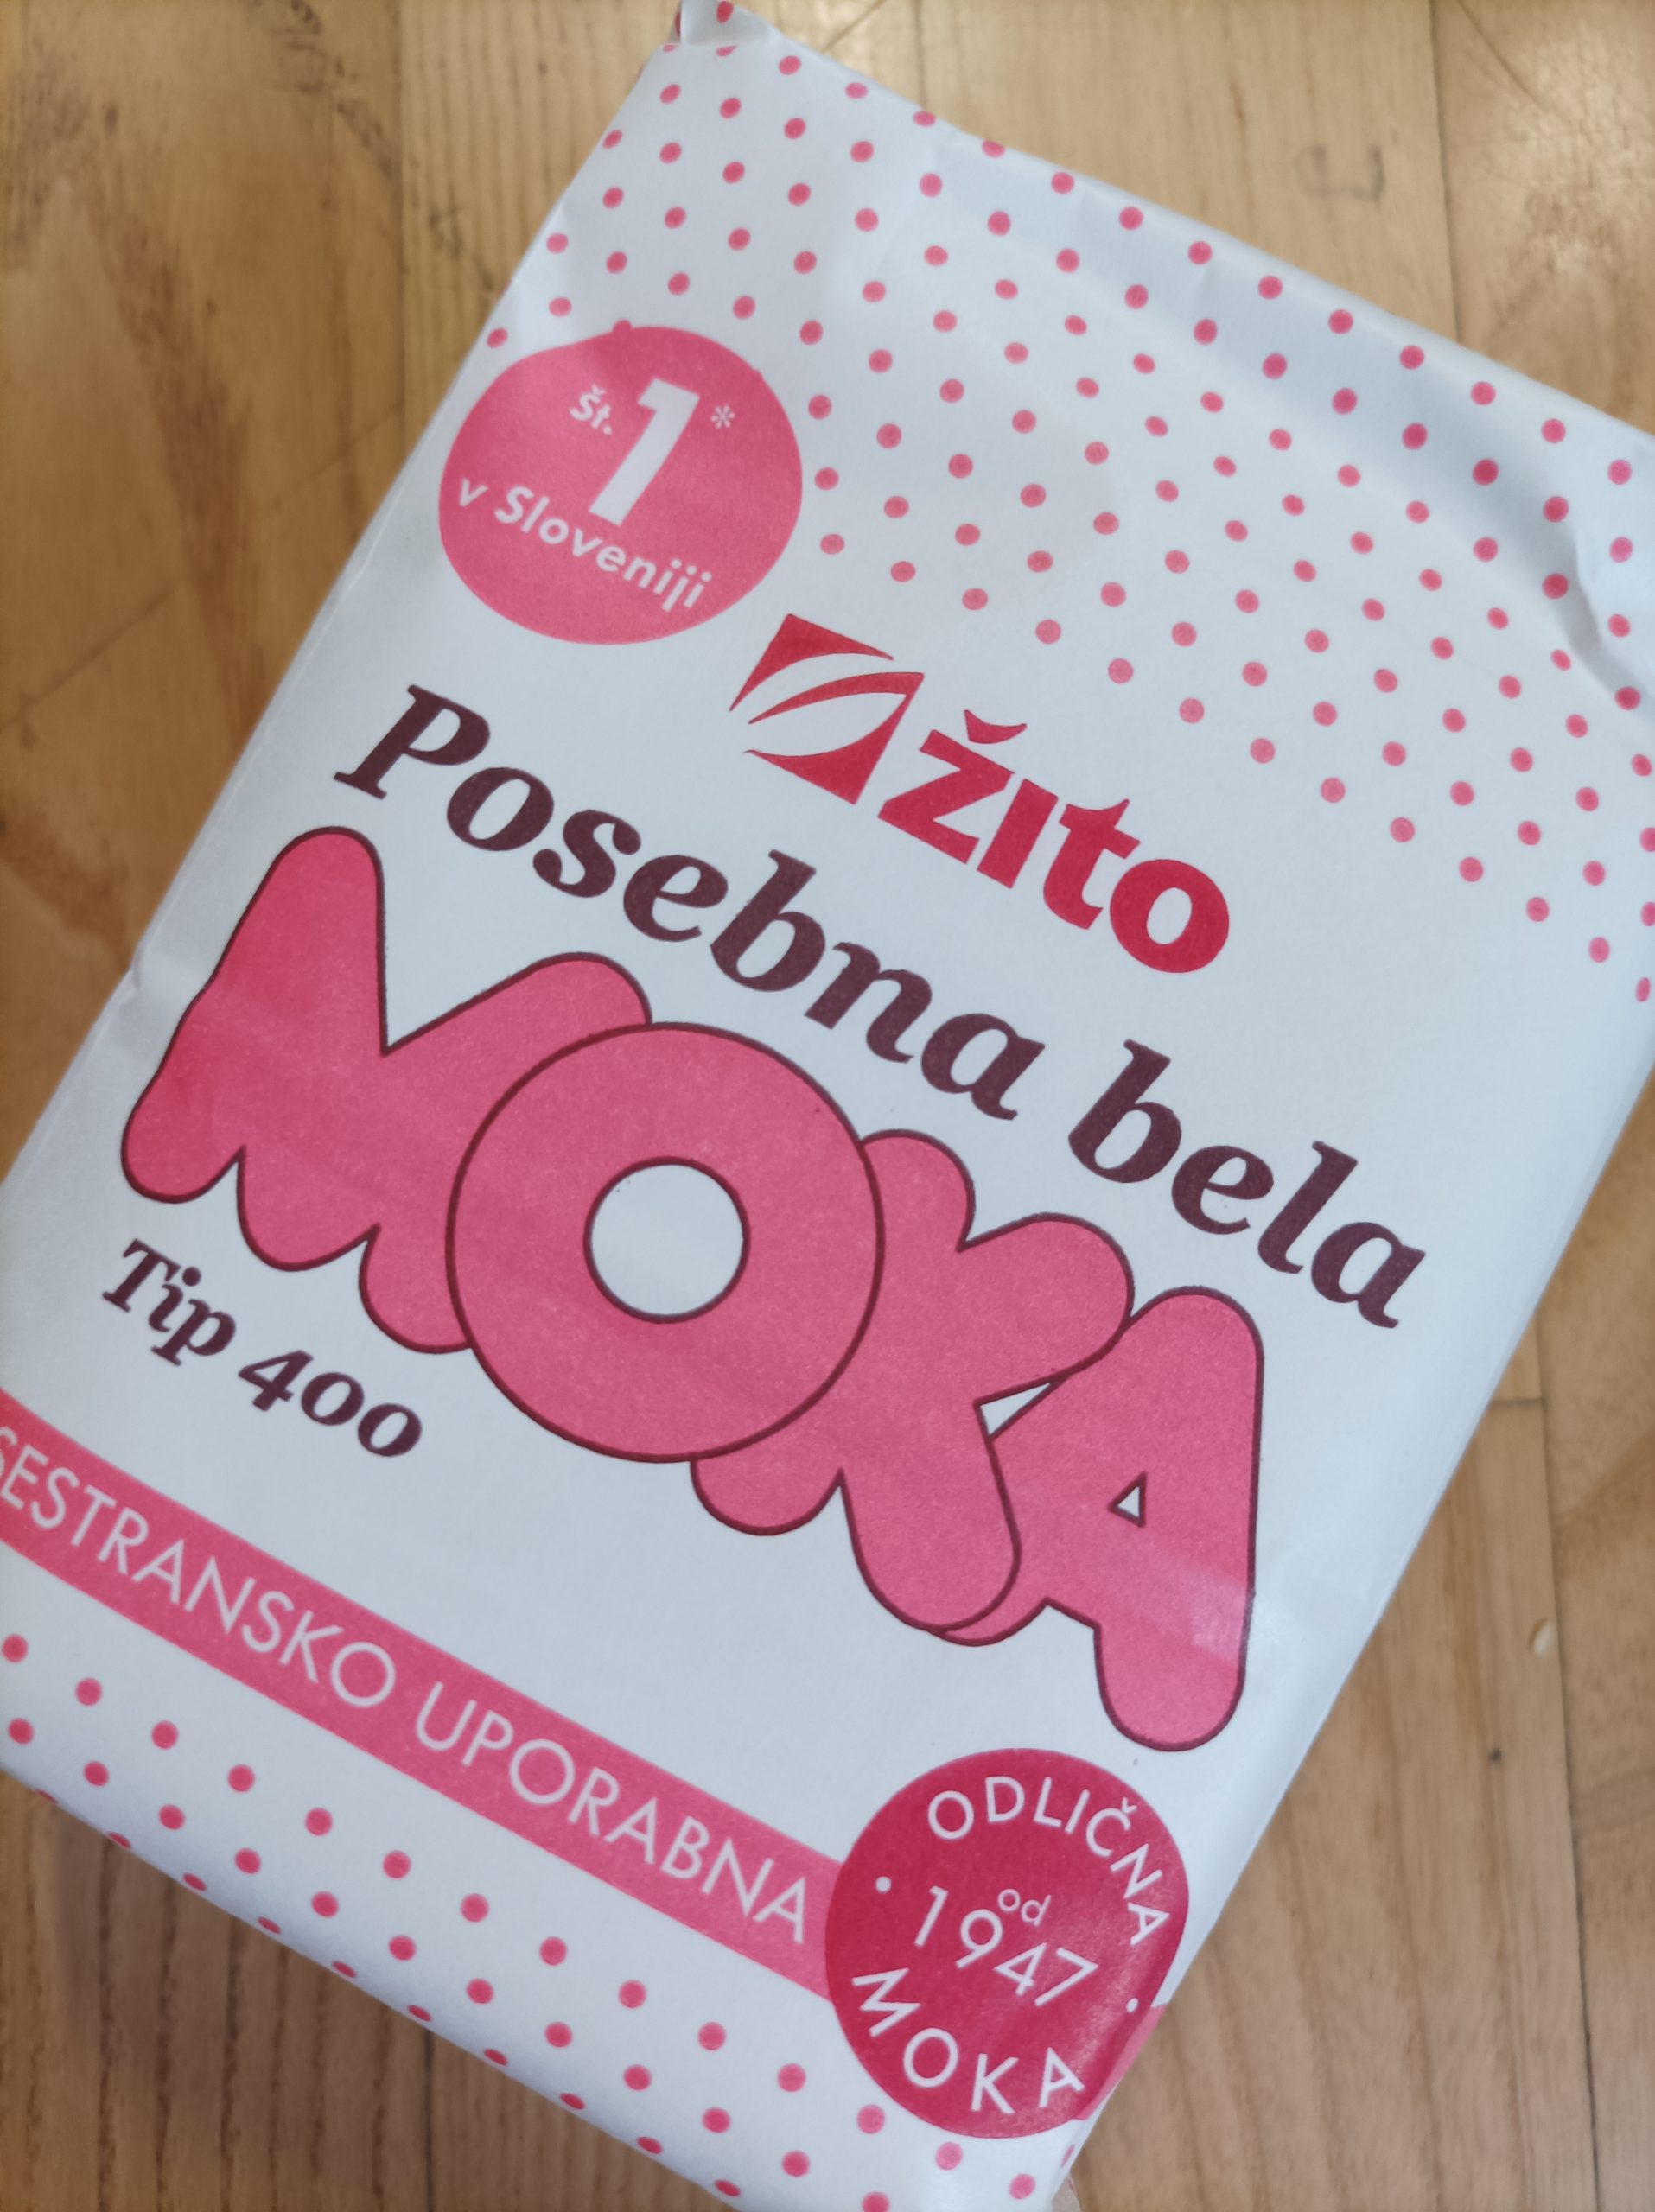 št. 1*
v Sloveniji
žito
Posebna bela
MOKA
Tip 400
SESTRANSKO UPORABNA
ODLIČNA
od
1947
MOKA